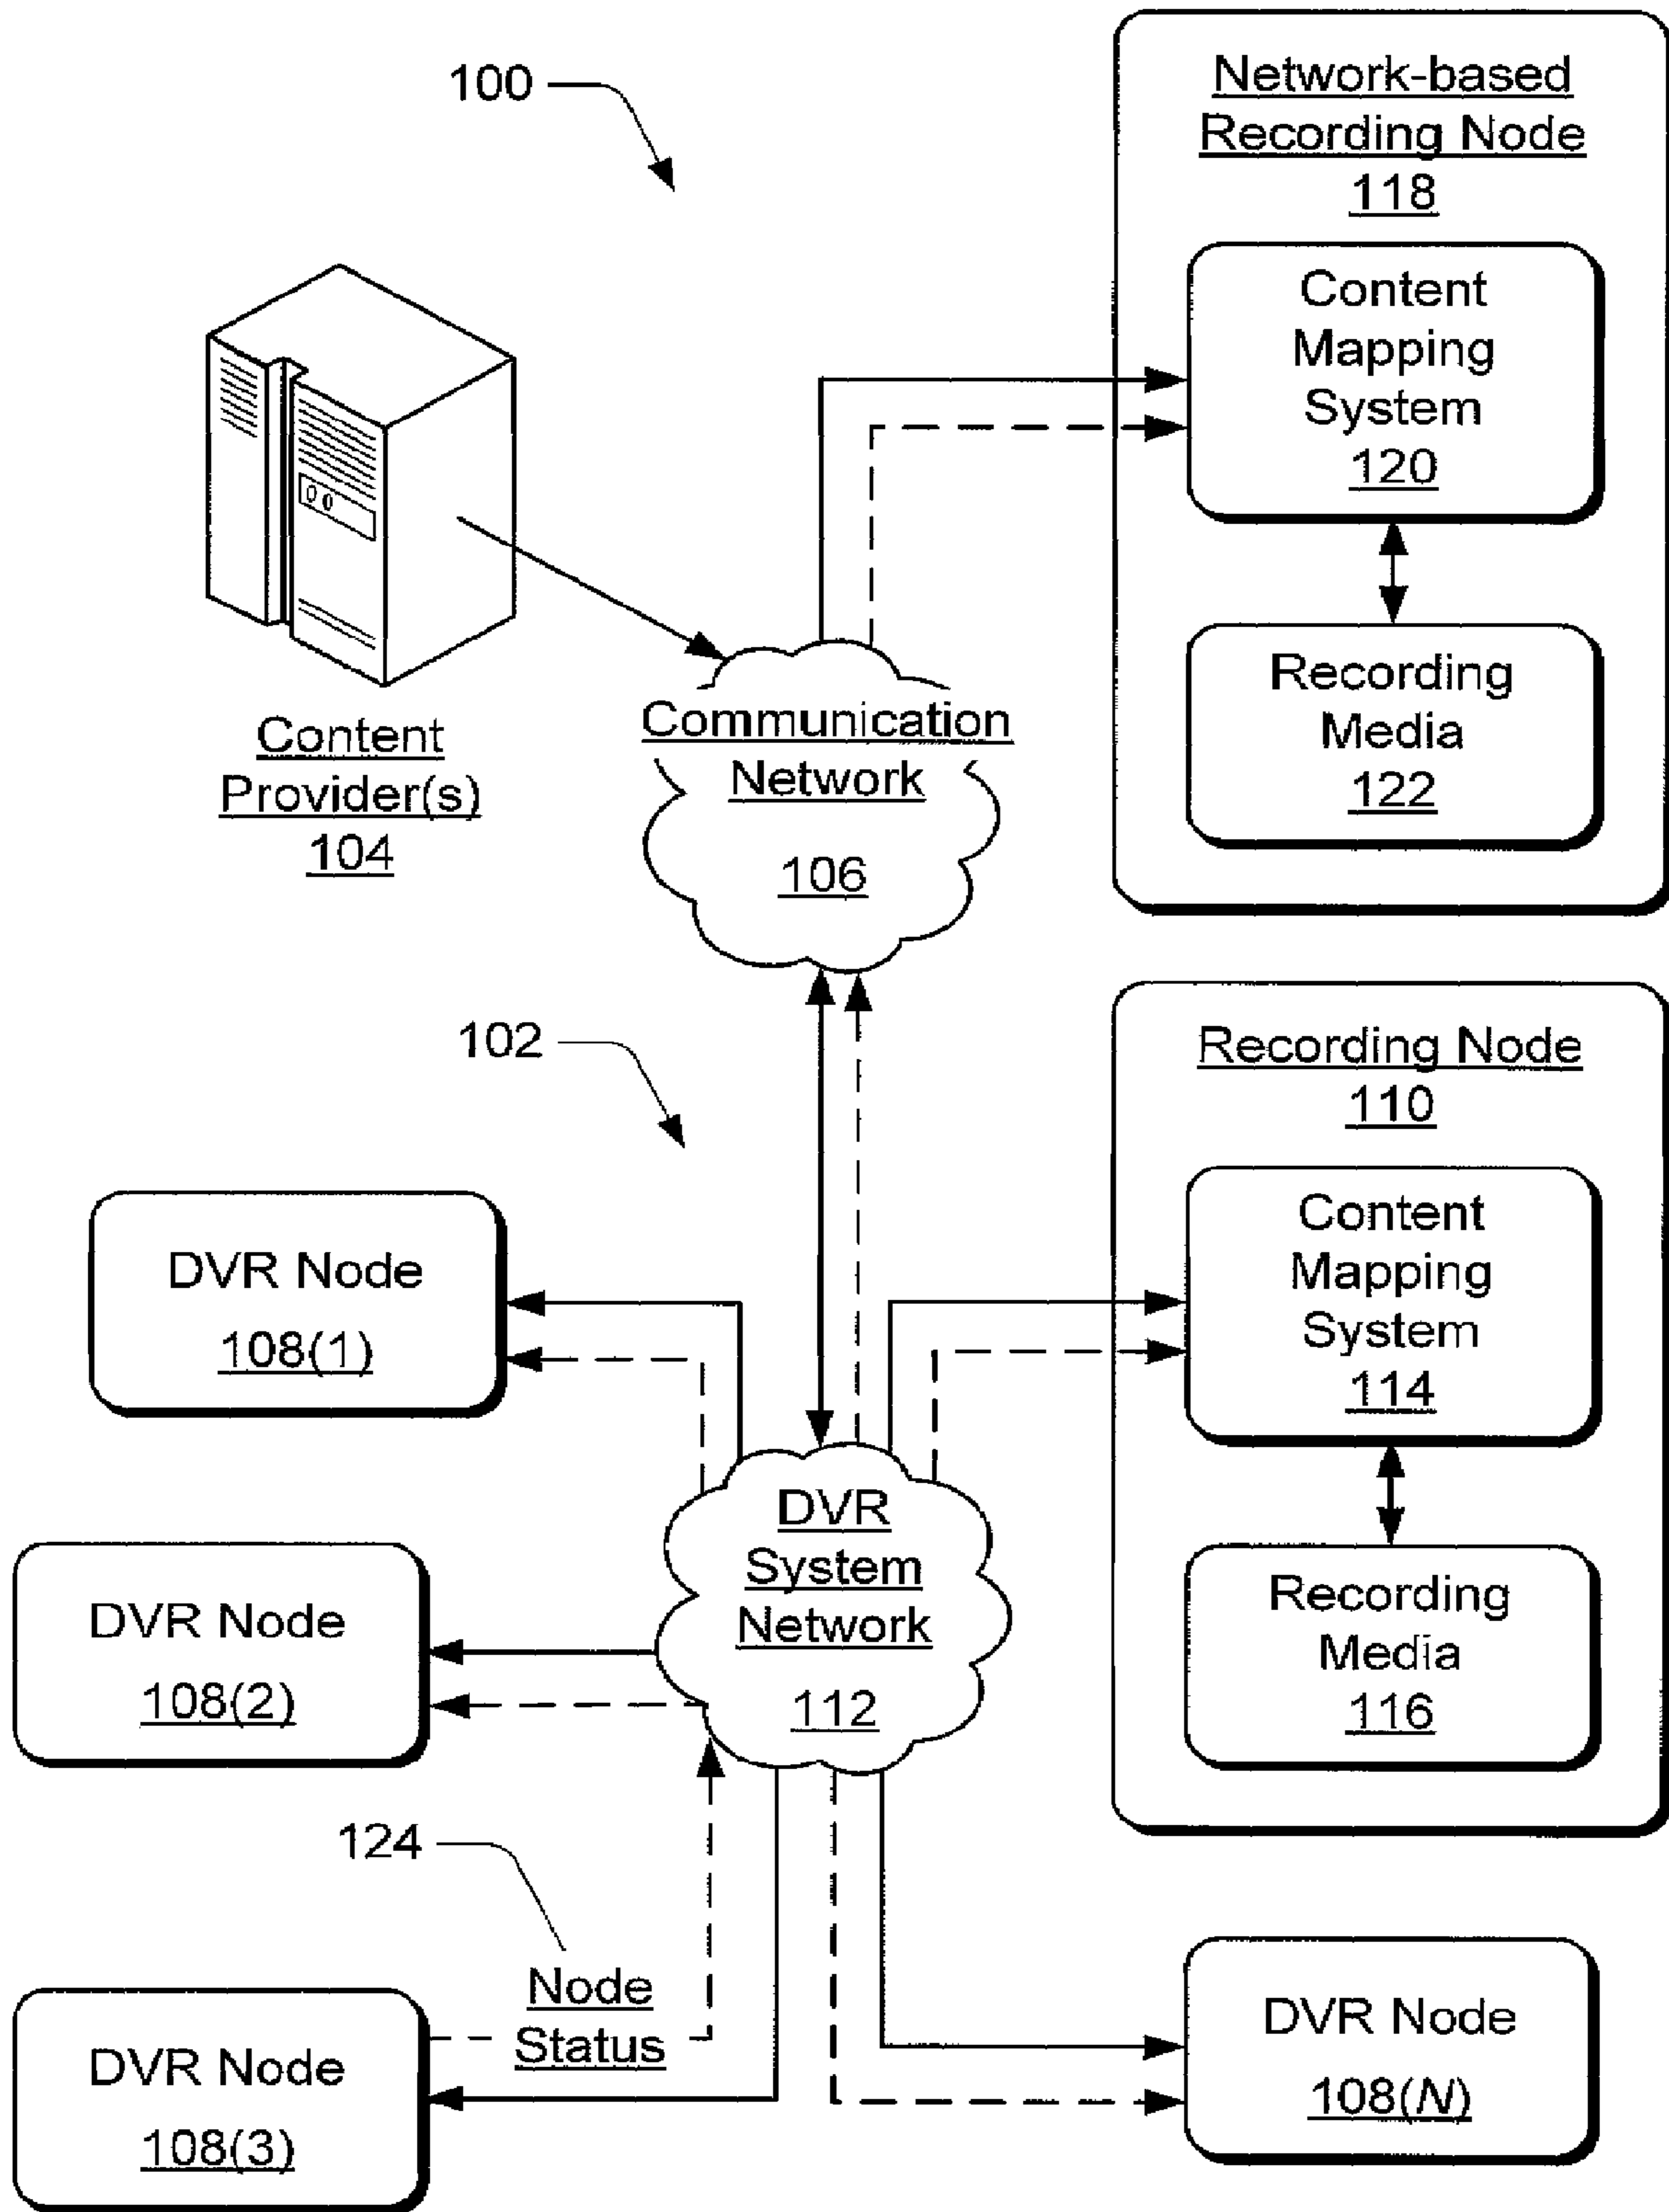 100
Network-based
Recording Node
118
Content
Mapping
System
120
Recording
Media
122
Content
Provider(s)
104
Communication
Network
106
102
Recording Node
110
Content
Mapping
System
114
Recording
Media
116
DVR Node
108(1)
DVR
System
Network
112
DVR Node
108(2)
124
Node
Status
DVR Node
108(3)
DVR Node
108(N)